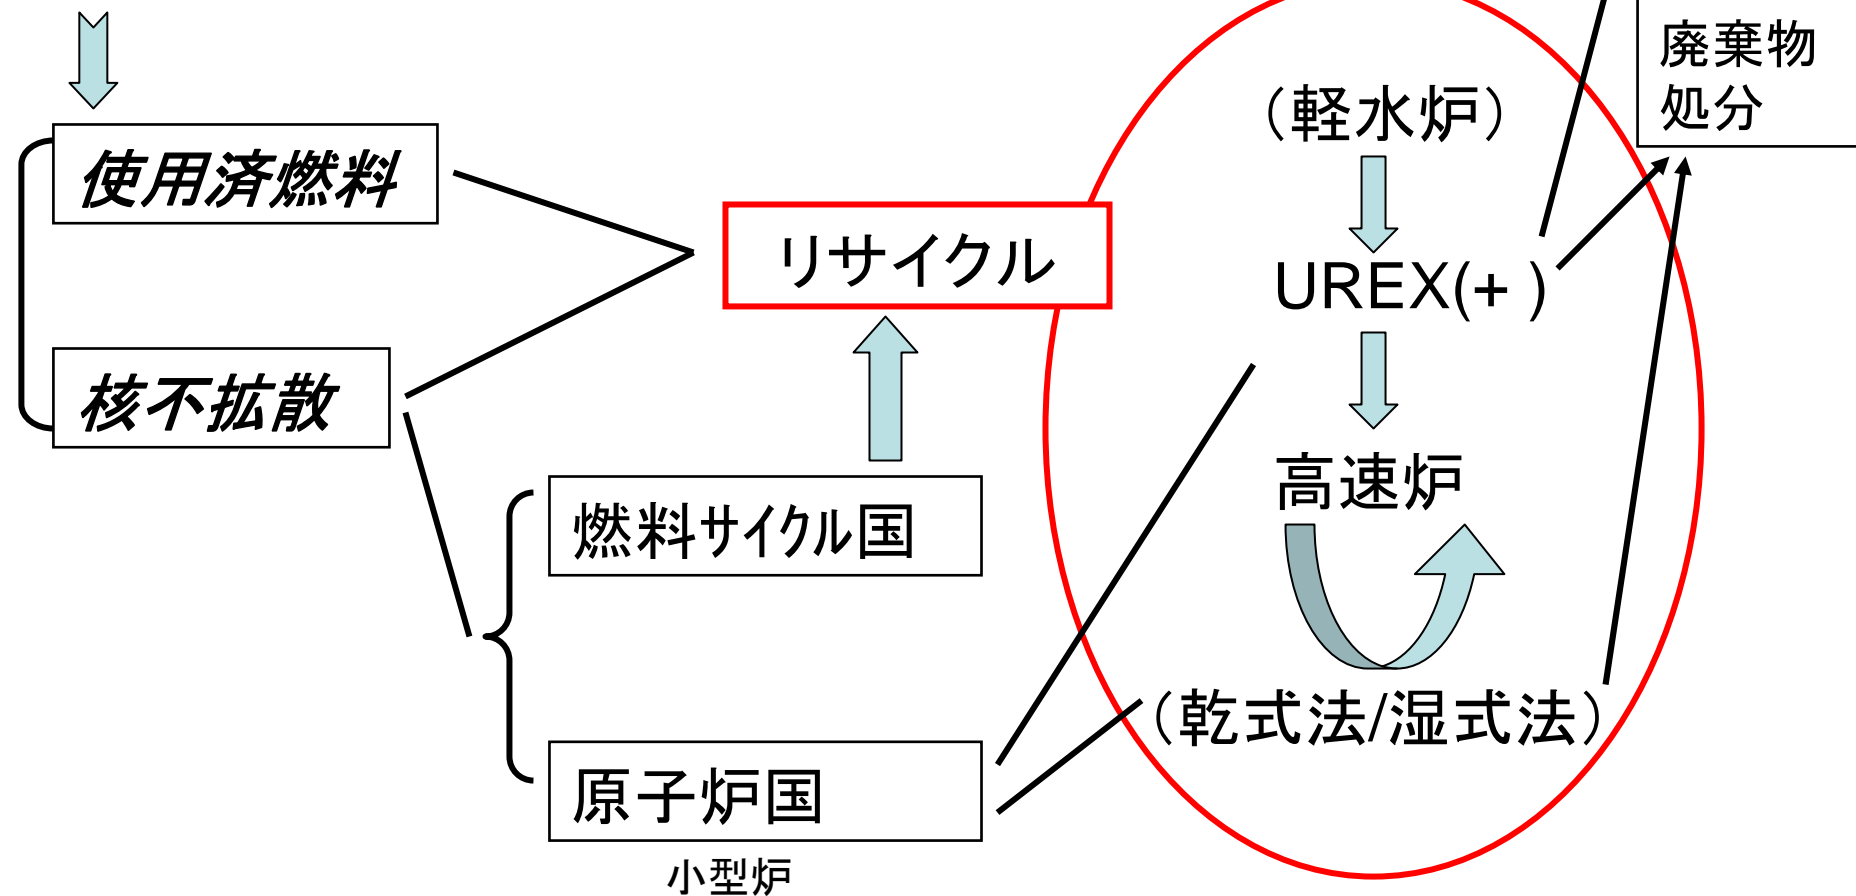 使用済燃料
核不拡散
リサイクル
燃料ｻｲｸﾙ国
原子炉国
小型炉
（軽水炉）
UREX(+ )
高速炉
（乾式法/湿式法）
廃棄物
処分